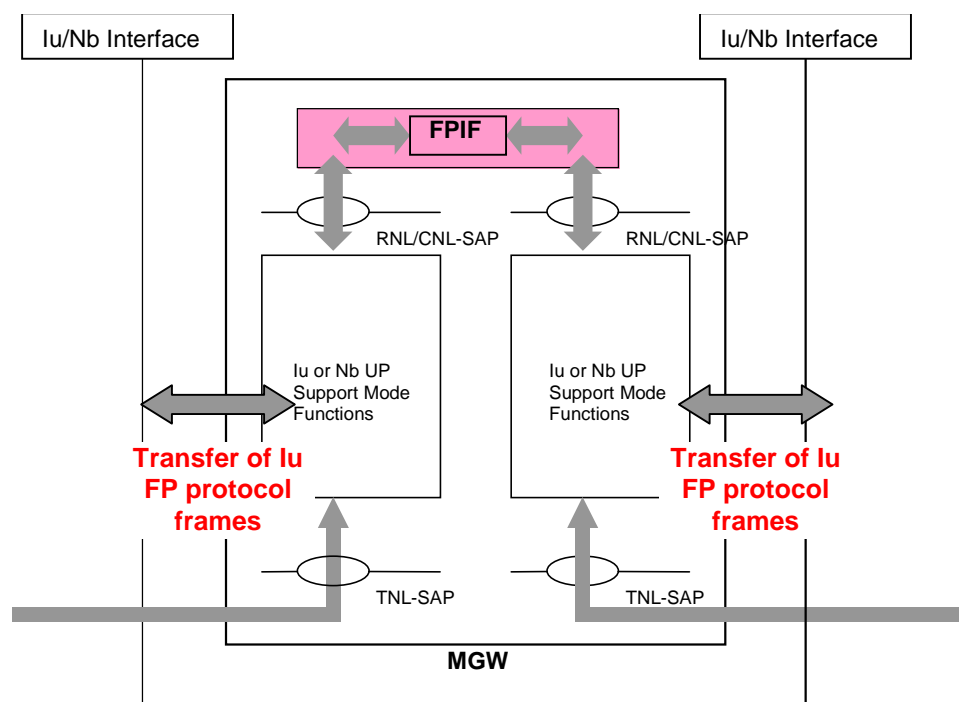 Iu/Nb Interface
Iu/Nb Interface
FPIF
RNL/CNL-SAP
RNL/CNL-SAP
Iu or Nb UP
Support Mode
Functions
Iu or Nb UP
Support Mode
Functions
Transfer of Iu
FP protocol
frames
Transfer of Iu
FP protocol
frames
TNL-SAP
TNL-SAP
MGW